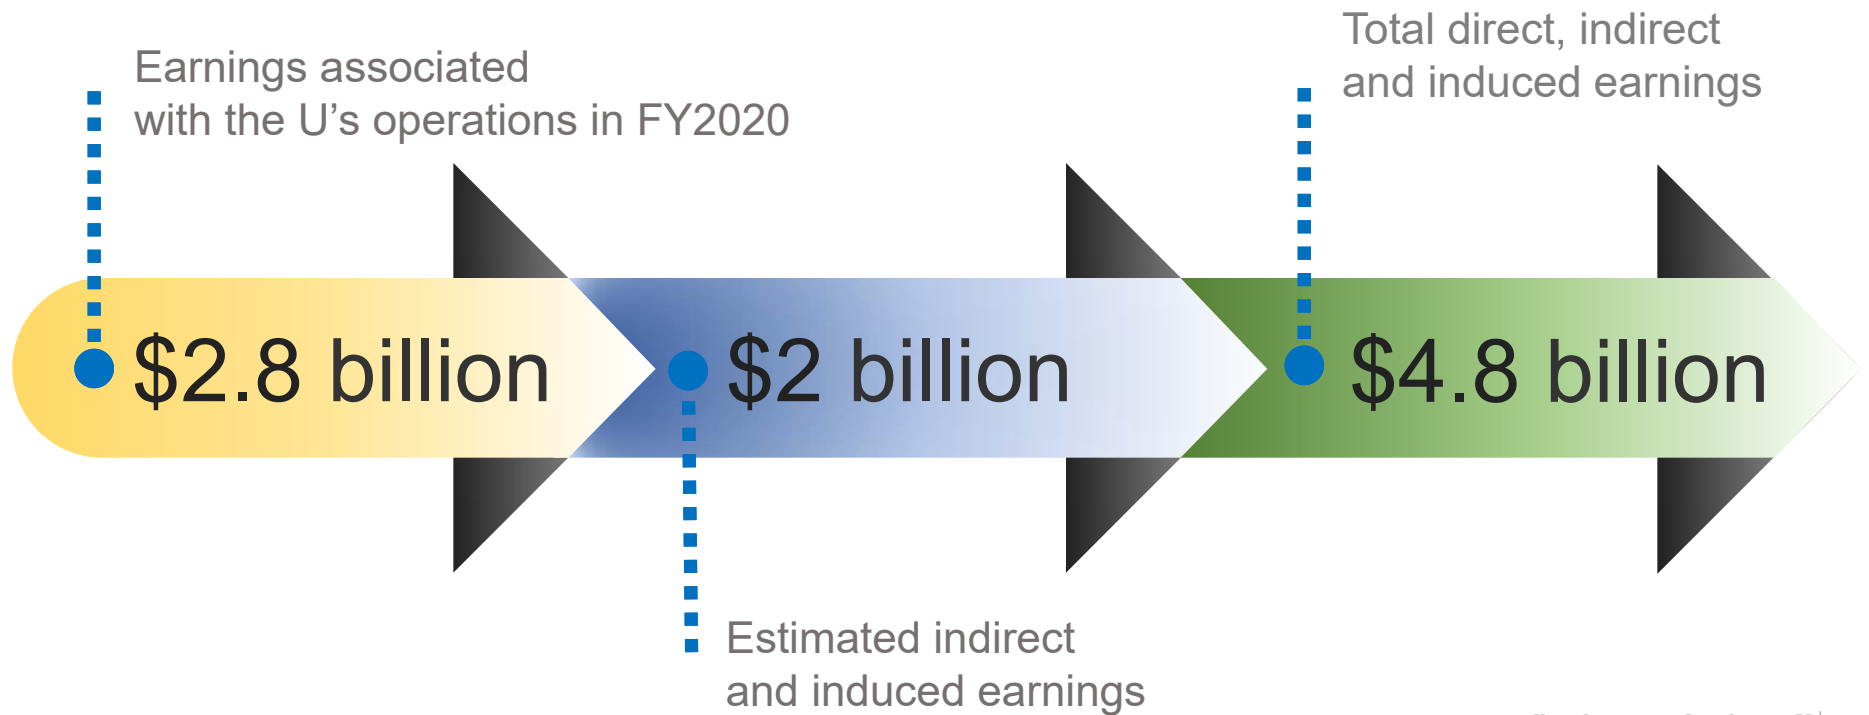 Earnings associated
with the U's operations in FY2020
Total direct, indirect
and induced earnings
$2.8 billion
$2 billion
$4.8 billion
Estimated indirect
and induced earnings